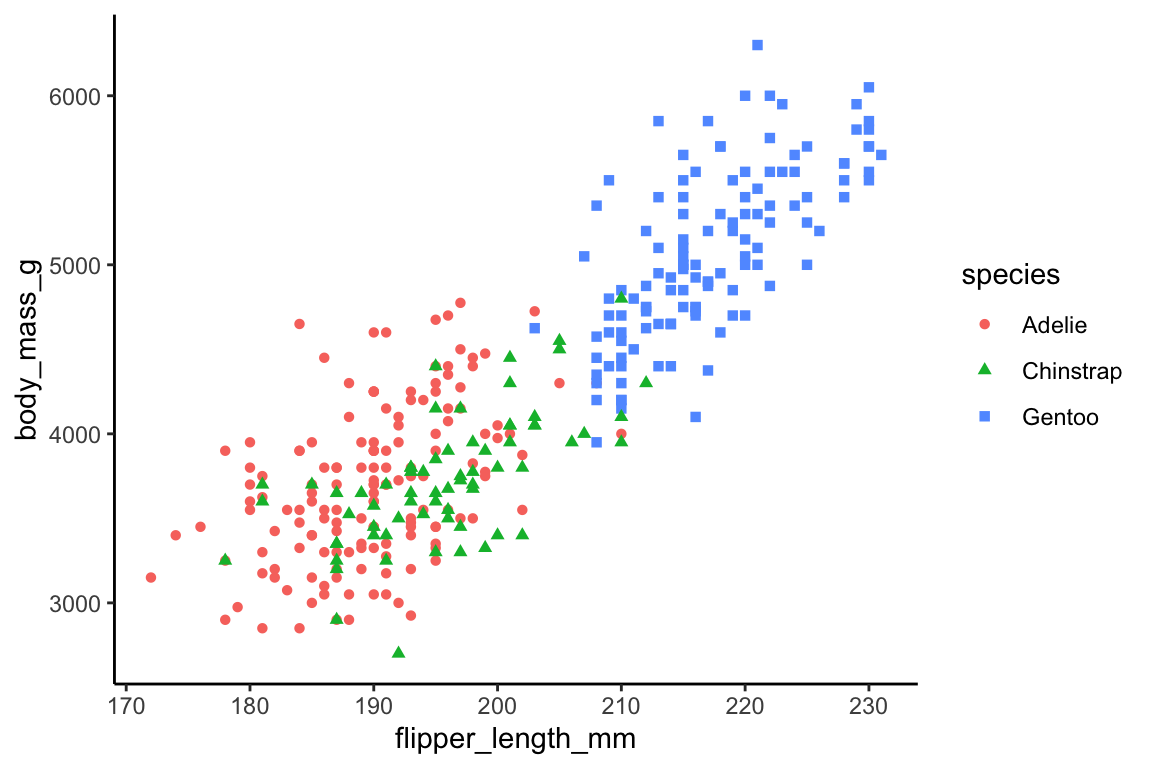 6000
5000
4000
3000
body_mass_g
170 180 190 200 210 220 230
flipper_length_mm
species
Adelie
Chinstrap
Gentoo